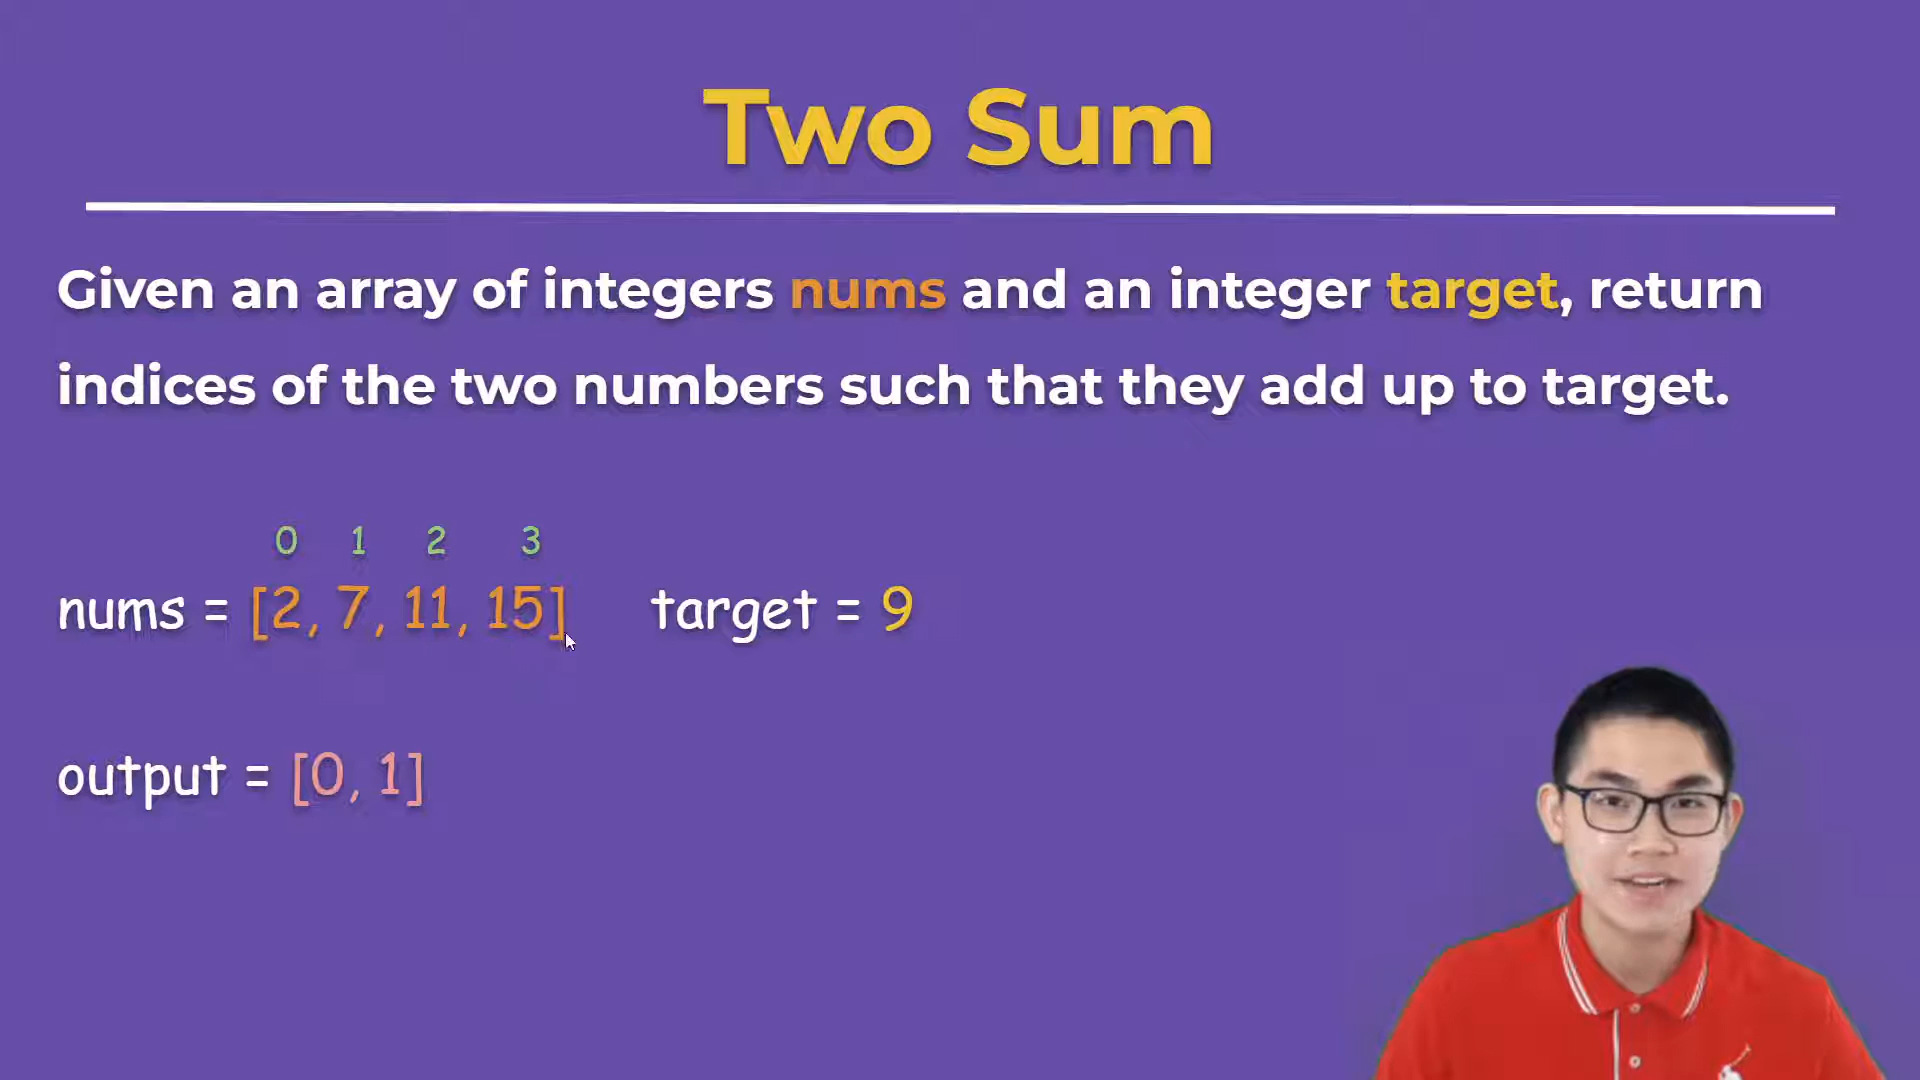 Two Sum
Given an array of integers nums and an integer target, return
indices of the two numbers such that they add up to target.
0 1 2 3
nums = [2, 7, 11, 15] target = 9
output = [0, 1]